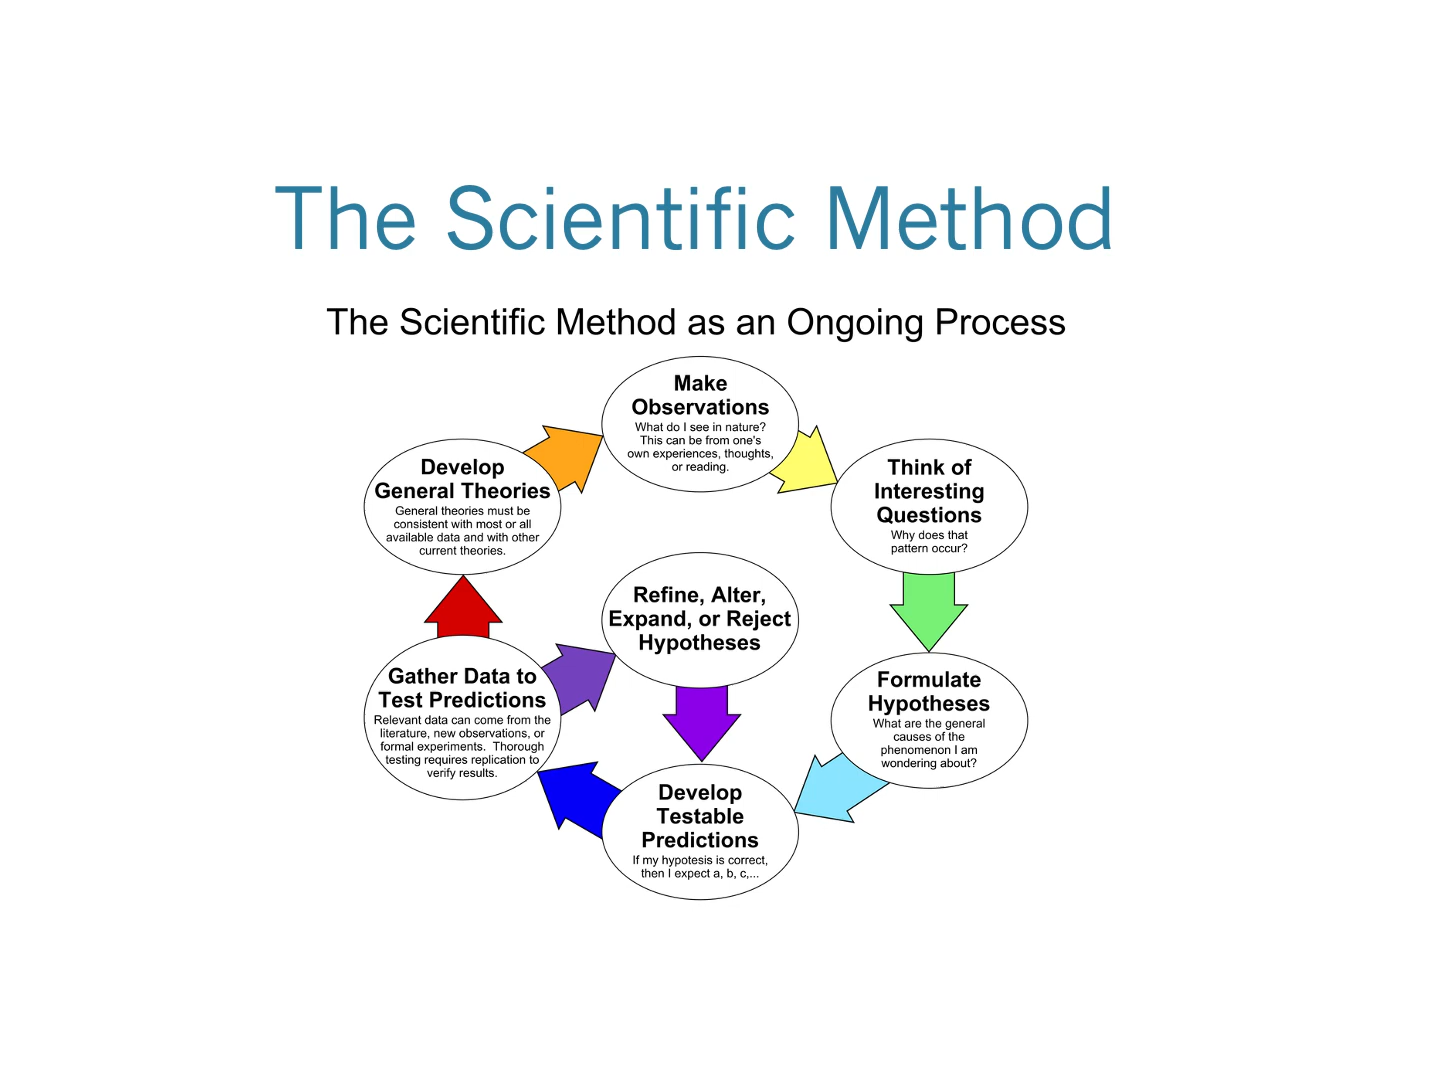 The Scientific Method
The Scientific Method as an Ongoing Process
Make
Observations
What do I see in nature?
This can be from one's
own experiences, thoughts,
or reading.
Think of
Interesting
Questions
Why does that
pattern occur?
Formulate
Hypotheses
What are the general
causes of the
phenomenon I am
wondering about?
Develop
Testable
Predictions
If my hypotesis is correct,
then I expect a, b, c,...
Gather Data to
Test Predictions
Relevant data can come from the
literature, new observations, or
formal experiments.  Thorough
testing requires replication to
verify results.
Refine, Alter,
Expand, or Reject
Hypotheses
Develop
General Theories
General theories must be
consistent with most or all
available data and with other
current theories.